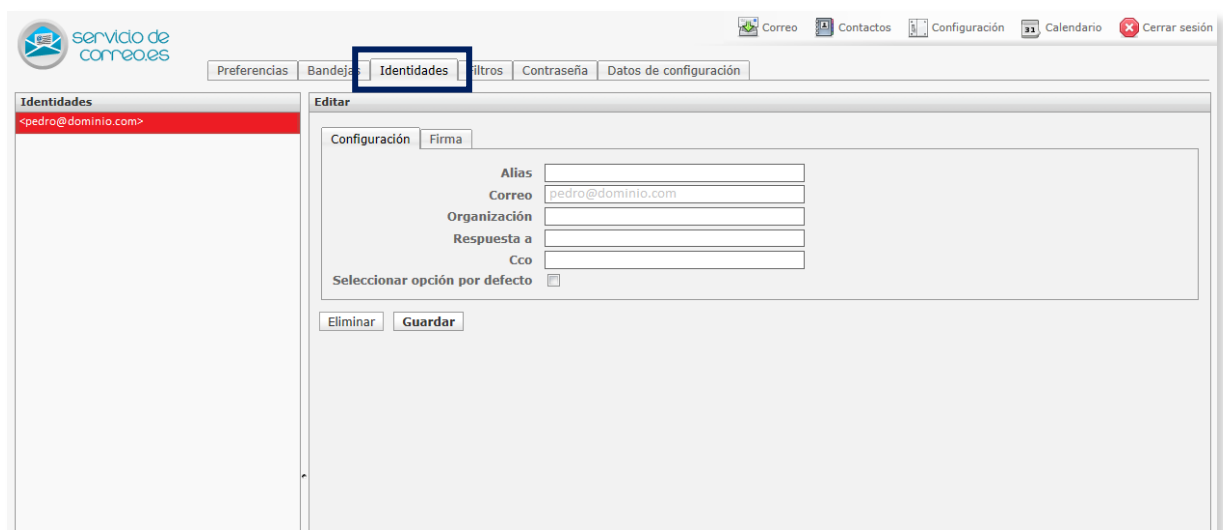 servicio de
correo.es
Correo Contactos Configuración 31 Calendario Cerrar sesión
Preferencias Bandejas Identidades Filtros Contraseña Datos de configuración
Identidades
<pedro@dominio.com>
Editar
Configuración Firma
Alias
Correo pedro@dominio.com
Organización
Respuesta a
Cco
Seleccionar opción por defecto
Eliminar Guardar